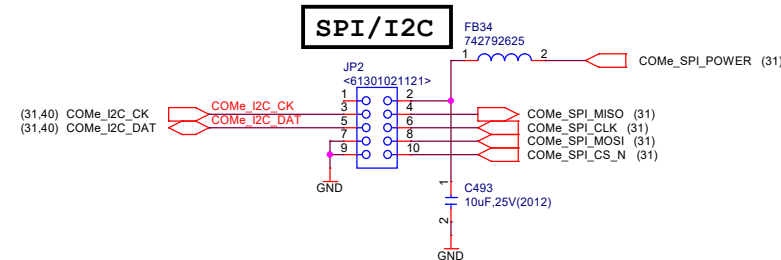 SPI/I2C
FB34
742792625
1 2
COMe_SPI_POWER (31)
JP2
<61301021121>
1 2
(31,40) COMe_I2C_CK COMe_I2C_CK 3 4 COMe_SPI_MISO (31)
(31,40) COMe_I2C_DAT COMe_I2C_DAT 5 6 COMe_SPI_CLK (31)
7 8 COMe_SPI_MOSI (31)
9 10 COMe_SPI_CS_N (31)
GND
1
C493
10uF,25V(2012)
2
GND